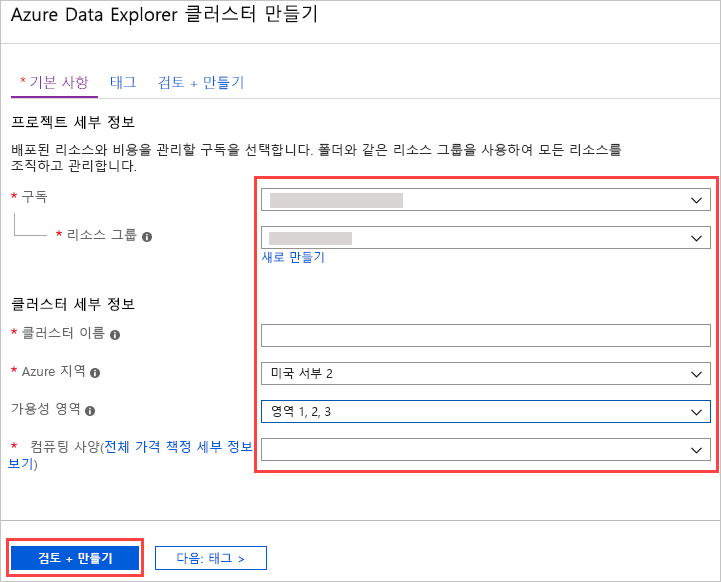 Azure Data Explorer 클러스터 만들기
* 기본 사항 태그 검토 + 만들기
프로젝트 세부 정보
배포된 리소스와 비용을 관리할 구독을 선택합니다. 폴더와 같은 리소스 그룹을 사용하여 모든 리소스를
조직하고 관리합니다.
* 구독
* 리소스 그룹
새로 만들기
클러스터 세부 정보
* 클러스터 이름
* Azure 지역 미국 서부 2
가용성 영역 영역 1, 2, 3
* 컴퓨팅 사양(전체 가격 책정 세부 정보
보기)
검토 + 만들기 다음: 태그 >